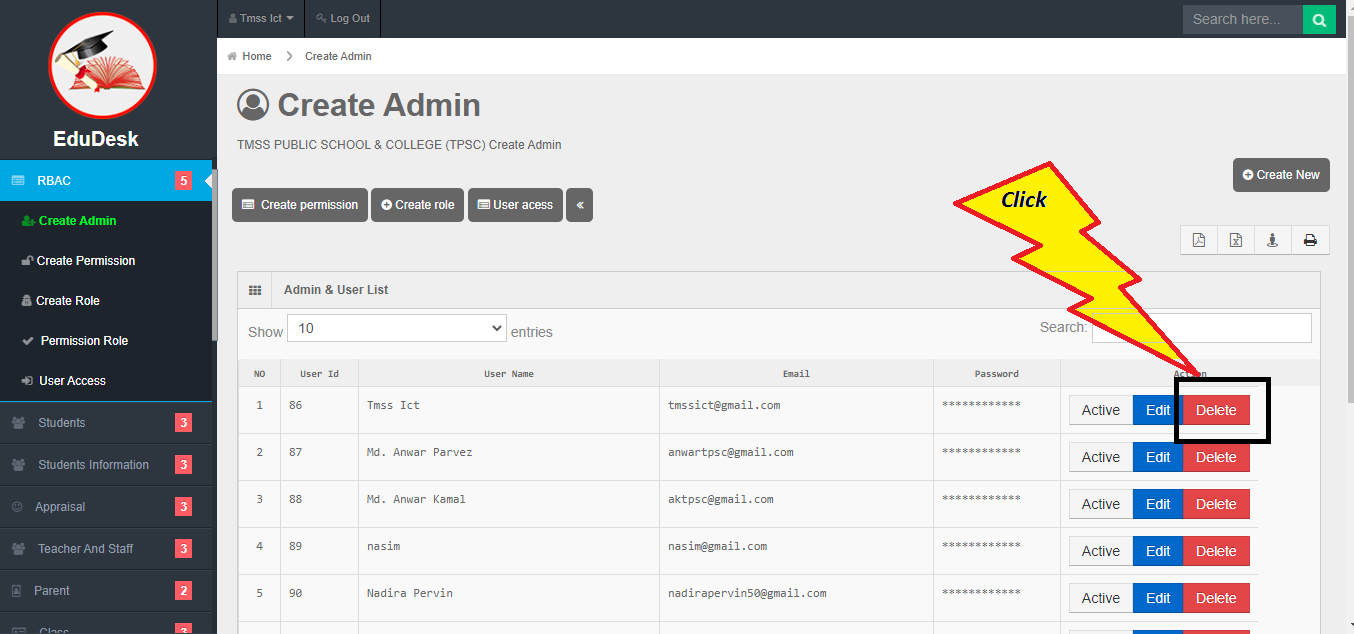 Tmss Ict
Log Out
Search here...
Home
Create Admin
EduDesk
Create Admin
TMSS PUBLIC SCHOOL & COLLEGE (TPSC) Create Admin
RBAC 5
Create Admin
Create Permission
Create Role
Permission Role
User Access
Students 3
Students Information 3
Appraisal 3
Teacher And Staff 3
Parent 2
Class 3
Create permission
Create role
User acess
«
Create New
Click
Admin & User List
Show 10 entries
Search:
NO User Id User Name Email Password
1 86 Tmss Ict tmssict@gmail.com ************ Active Edit Delete
2 87 Md. Anwar Parvez anwartpsc@gmail.com ************ Active Edit Delete
3 88 Md. Anwar Kamal aktpsc@gmail.com ************ Active Edit Delete
4 89 nasim nasim@gmail.com ************ Active Edit Delete
5 90 Nadira Pervin nadirapervin50@gmail.com ************ Active Edit Delete